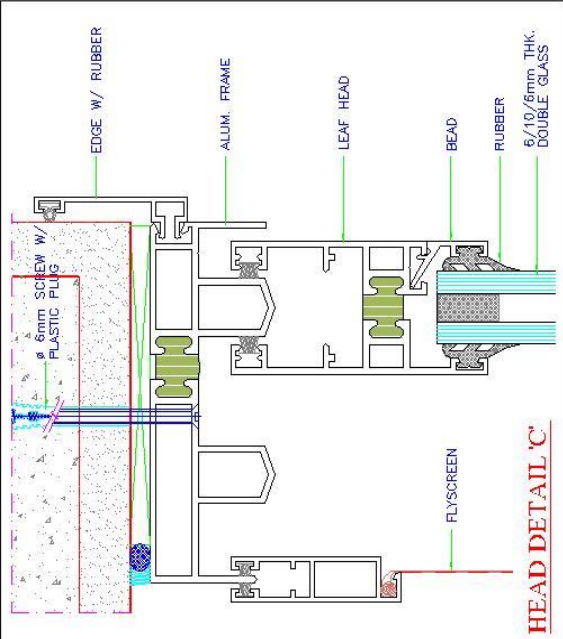 EDGE W/ RUBBER
ALUM. FRAME
LEAF HEAD
BEAD
RUBBER
6/10/6mm THK.
DOUBLE GLASS
ø 6mm SCREW W/
PLASTIC PLUG
FLYSCREEN
HEAD DETAIL 'C'